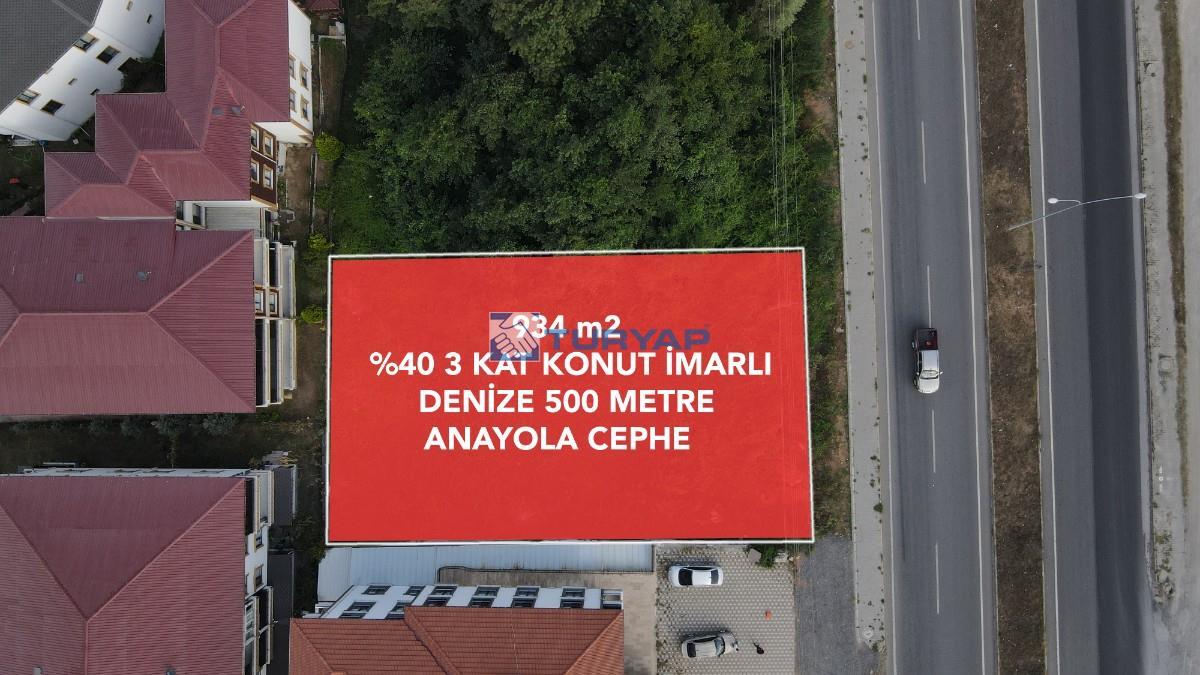 934 m2
TURYAP
%40 3 KAT KONUT İMARLI
DENİZE 500 METRE
ANAYOLA CEPHE